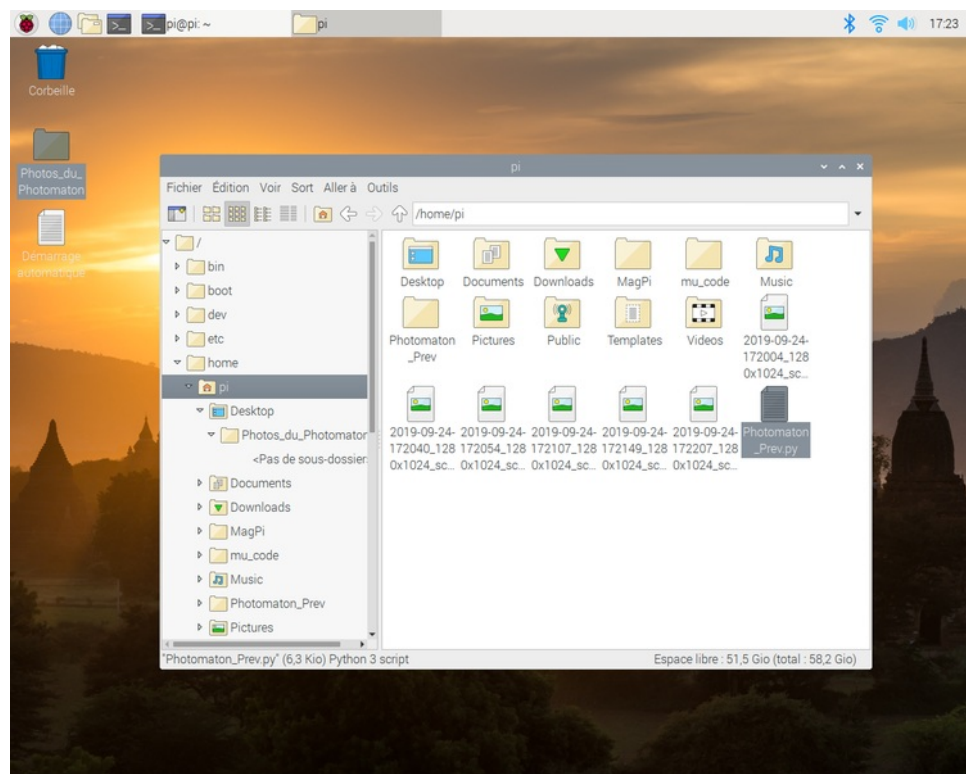 pi@pi: ~
pi
17:23
Corbeille
Photos_du_
Photomaton
Démarrage
automatique
pi
Fichier Édition Voir Sort Aller à Outils
/home/pi
/
bin
boot
dev
etc
home
pi
Desktop
Photos_du_Photomator
<Pas de sous-dossier
Documents
Downloads
MagPi
mu_code
Music
Photomaton_Prev
Pictures
Desktop Documents Downloads MagPi mu_code Music
Photomaton Pictures Public Templates Videos 2019-09-24-
_Prev 172004_128
0x1024_sc...
2019-09-24- 2019-09-24- 2019-09-24- 2019-09-24- 2019-09-24- Photomaton
172040_128 172054_128 172107_128 172149_128 172207_128 _Prev.py
0x1024_sc... 0x1024_sc... 0x1024_sc... 0x1024_sc... 0x1024_sc...
"Photomaton_Prev.py" (6,3 Kio) Python 3 script Espace libre : 51,5 Gio (total : 58,2 Gio)